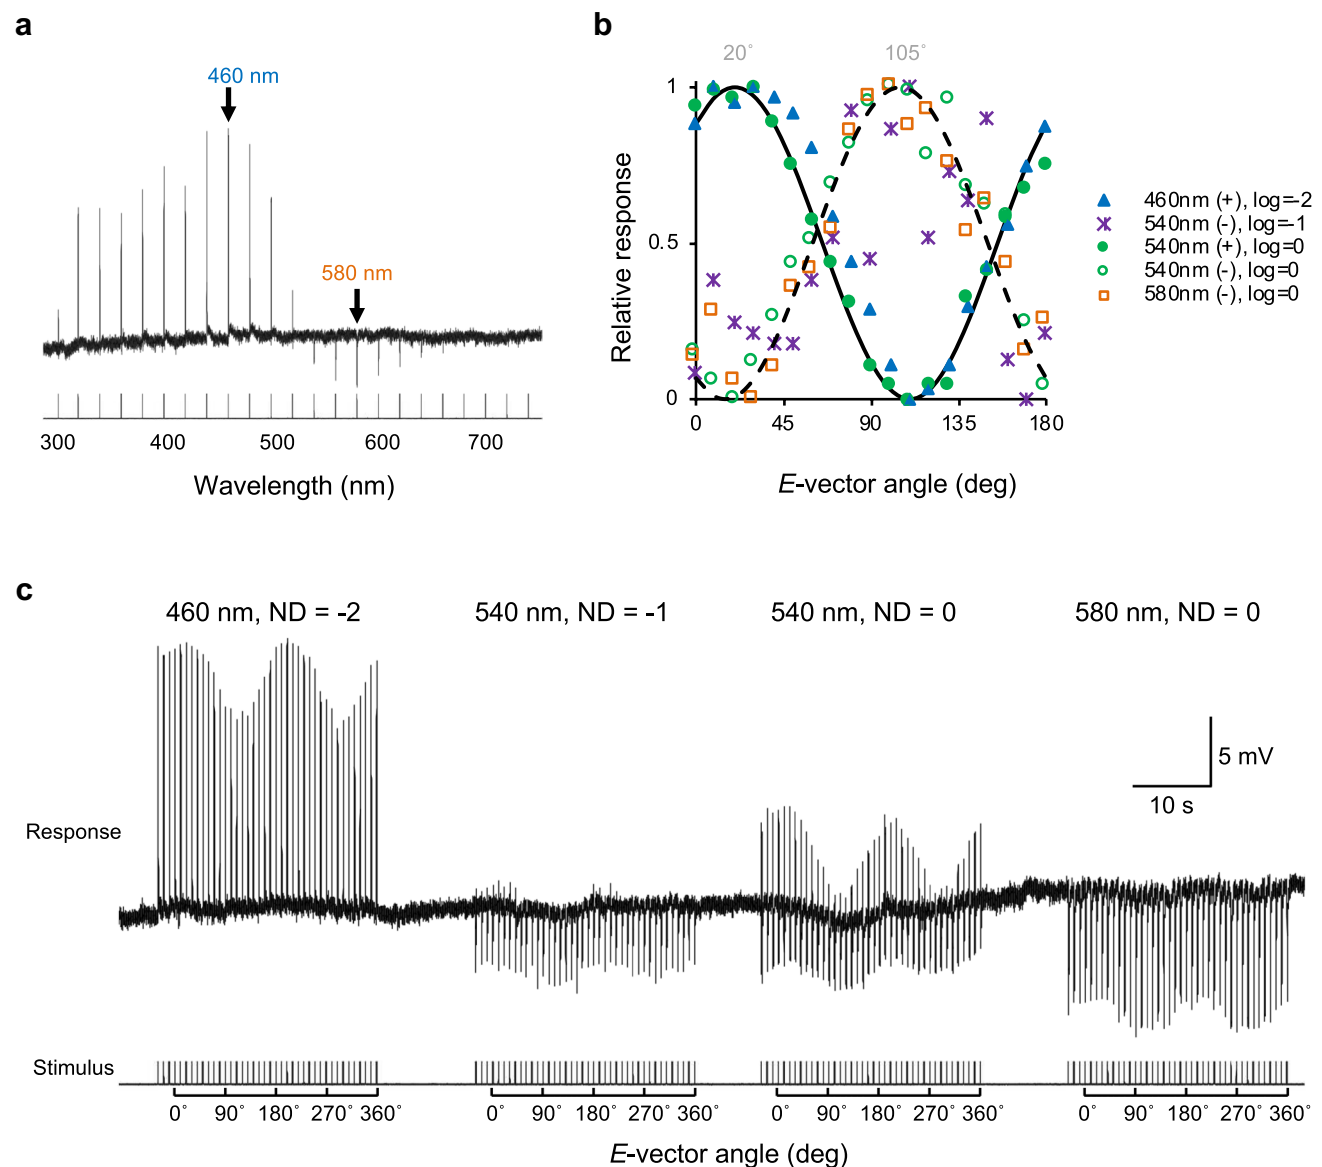 a
460 nm
580 nm
300 400 500 600 700
Wavelength (nm)
b
20° 105°
1
0.5
0
Relative response
0 45 90 135 180
E-vector angle (deg)
460nm (+), log=-2
540nm (-), log=-1
540nm (+), log=0
540nm (-), log=0
580nm (-), log=0
c
460 nm, ND = -2 540 nm, ND = -1 540 nm, ND = 0 580 nm, ND = 0
5 mV
10 s
Response
Stimulus
0° 90° 180° 270° 360° 0° 90° 180° 270° 360° 0° 90° 180° 270° 360° 0° 90° 180° 270° 360°
E-vector angle (deg)